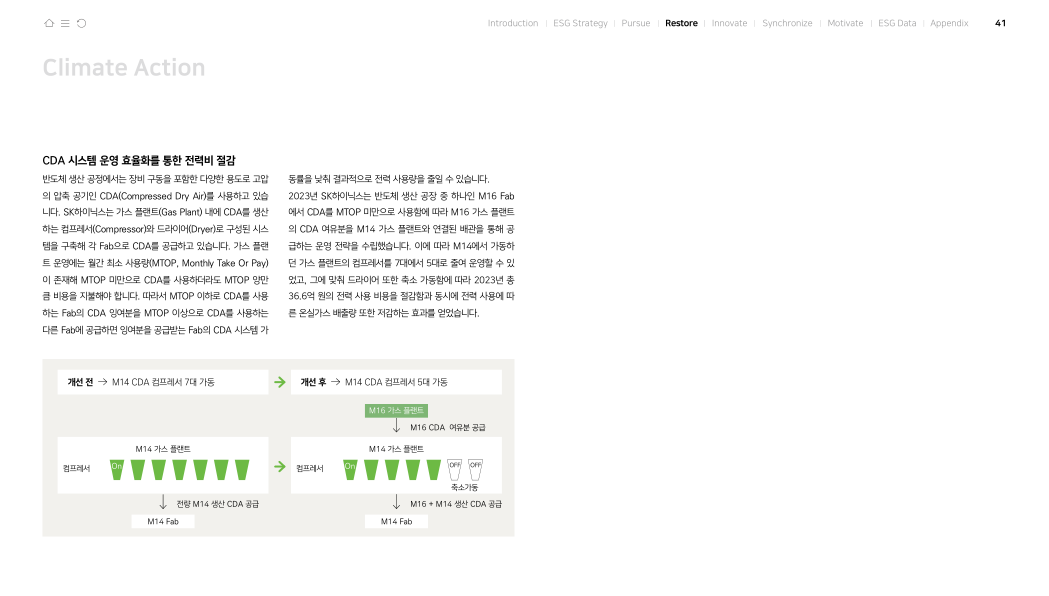 Introduction | ESG Strategy | Pursue | Restore | Innovate | Synchronize | Motivate | ESG Data | Appendix 41
Climate Action
CDA 시스템 운영 효율화를 통한 전력비 절감
반도체 생산 공정에서는 장비 구동을 포함한 다양한 용도로 고압
의 압축 공기인 CDA(Compressed Dry Air)를 사용하고 있습
니다. SK하이닉스는 가스 플랜트(Gas Plant) 내에 CDA를 생산
하는 컴프레서(Compressor)와 드라이어(Dryer)로 구성된 시스
템을 구축해 각 Fab으로 CDA를 공급하고 있습니다. 가스 플랜
트 운영에는 월간 최소 사용량(MTOP, Monthly Take Or Pay)
이 존재해 MTOP 미만으로 CDA를 사용하더라도 MTOP 양만
큼 비용을 지불해야 합니다. 따라서 MTOP 이하로 CDA를 사용
하는 Fab의 CDA 잉여분을 MTOP 이상으로 CDA를 사용하는
다른 Fab에 공급하면 잉여분을 공급받는 Fab의 CDA 시스템 가
동률을 낮춰 결과적으로 전력 사용량을 줄일 수 있습니다.
2023년 SK하이닉스는 반도체 생산 공장 중 하나인 M16 Fab
에서 CDA를 MTOP 미만으로 사용함에 따라 M16 가스 플랜트
의 CDA 여유분을 M14 가스 플랜트와 연결된 배관을 통해 공
급하는 운영 전략을 수립했습니다. 이에 따라 M14에서 가동하
던 가스 플랜트의 컴프레서를 7대에서 5대로 줄여 운영할 수 있
었고, 그에 맞춰 드라이어 또한 축소 가동함에 따라 2023년 총
36.6억 원의 전력 사용 비용을 절감함과 동시에 전력 사용에 따
른 온실가스 배출량 또한 저감하는 효과를 얻었습니다.
개선 전 → M14 CDA 컴프레서 7대 가동
개선 후 → M14 CDA 컴프레서 5대 가동
M16 가스 플랜트
M16 CDA 여유분 공급
M14 가스 플랜트
컴프레서
On
전량 M14 생산 CDA 공급
M14 Fab
M14 가스 플랜트
컴프레서
On
OFF
OFF
축소가동
M16 + M14 생산 CDA 공급
M14 Fab